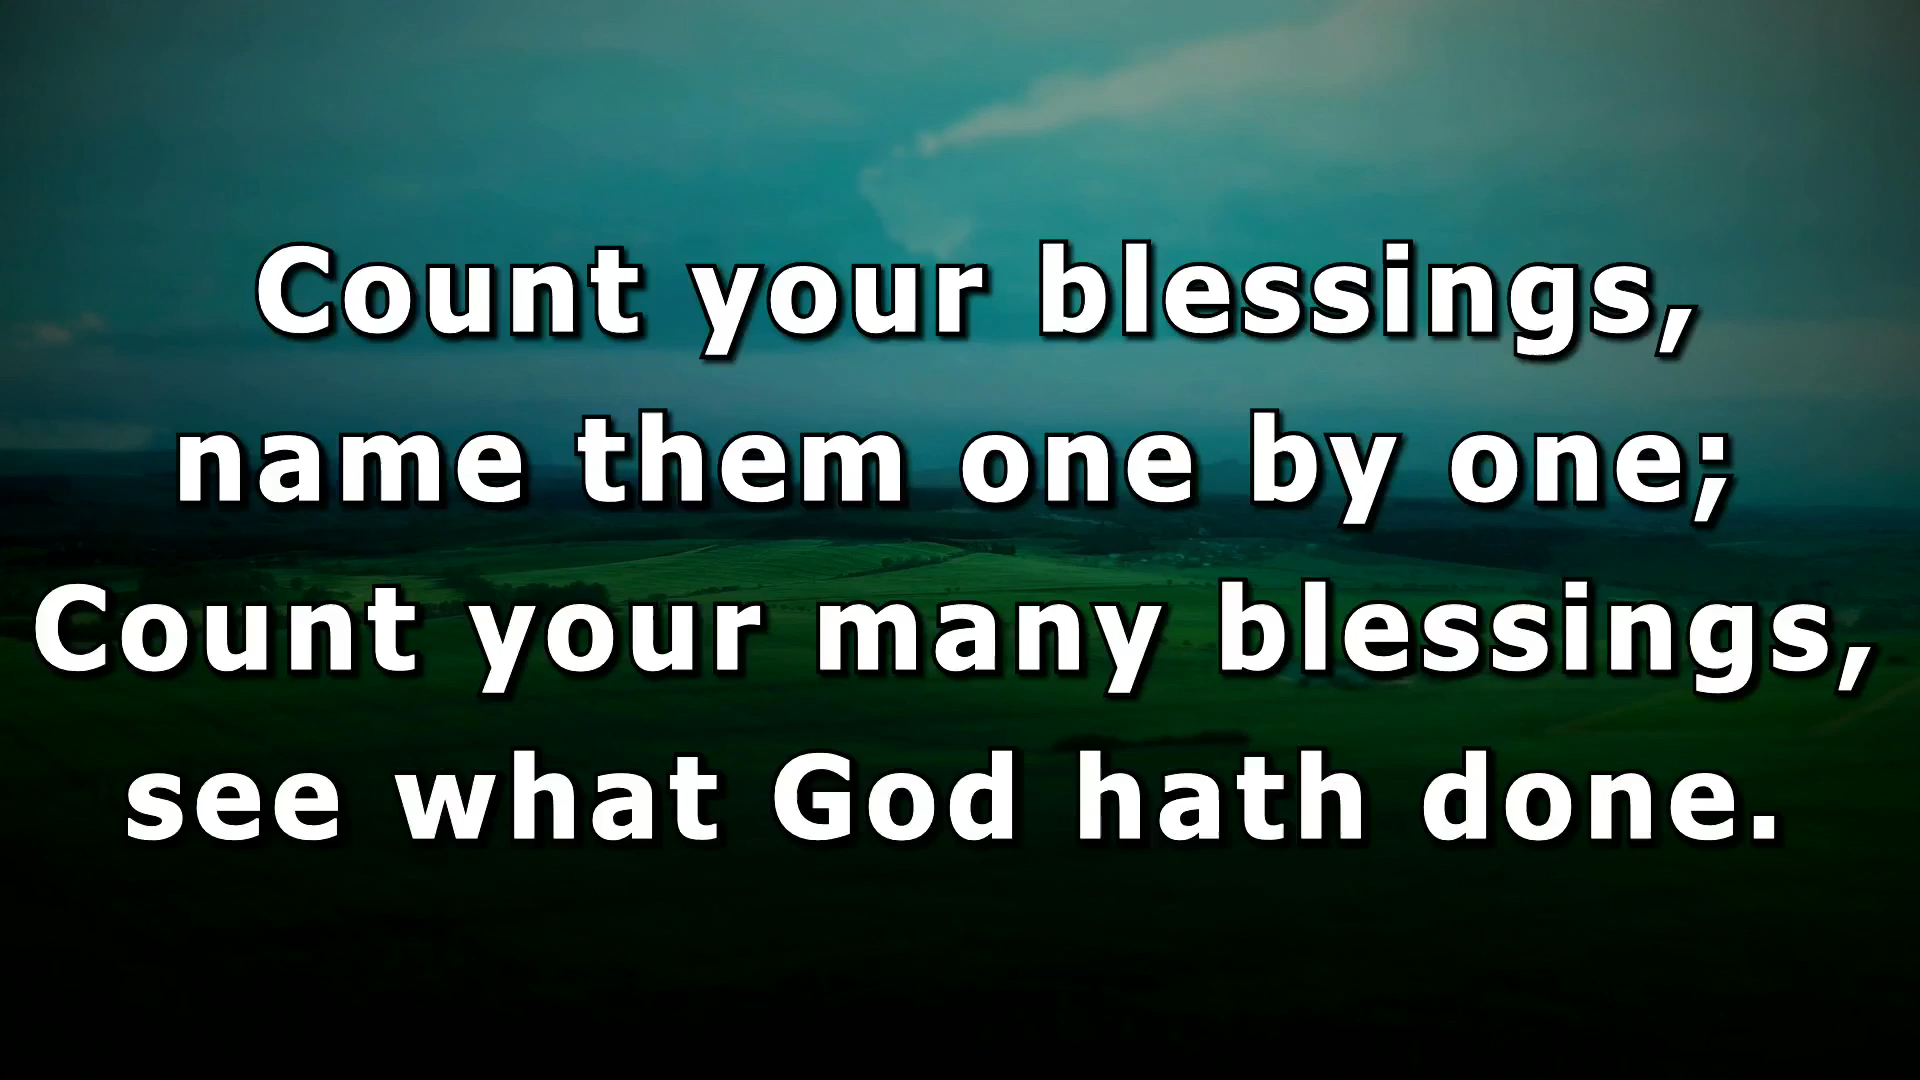 Count your blessings,
name them one by one;
Count your many blessings,
see what God hath done.